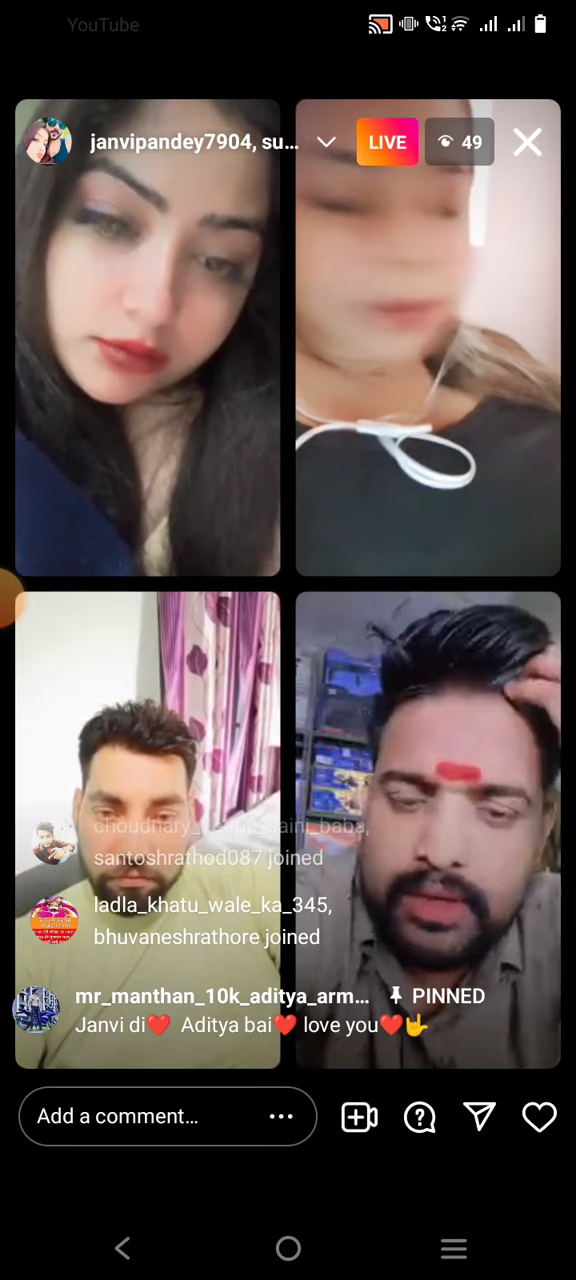 YouTube
janvipandey7904, su...
LIVE
49
santoshrathod087 joined
ladla_khatu_wale_ka_345,
bhuvaneshrathore joined
mr_manthan_10k_aditya_arm... PINNED
Janvi di❤️ Aditya bai❤️ love you❤️🤟
Add a comment...